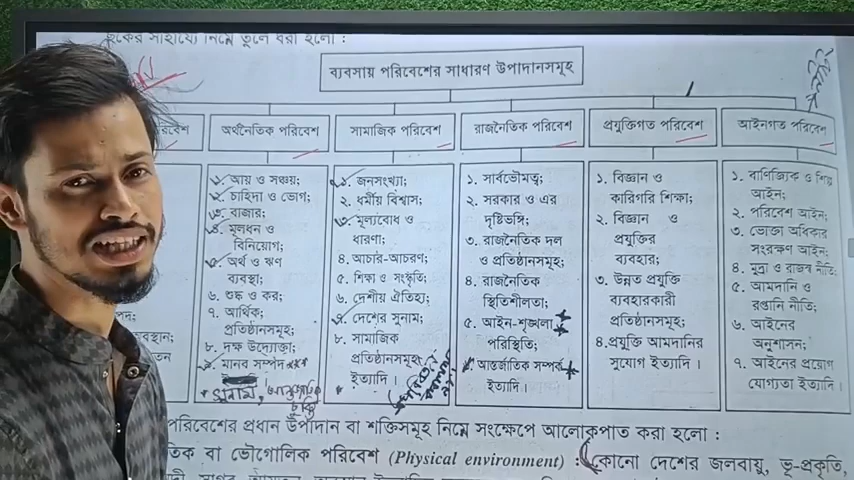 ছকের সাহায্যে নিম্নে তুলে ধরা হলো :
ব্যবসায় পরিবেশের সাধারণ উপাদানসমূহ
অর্থনৈতিক পরিবেশ
১. আয় ও সঞ্চয়;
২. চাহিদা ও ভোগ;
৩. বাজার;
৪. মূলধন ও
বিনিয়োগ;
৫. অর্থ ও ঋণ
ব্যবস্থা;
৬. শুল্ক ও কর;
৭. আর্থিক
প্রতিষ্ঠানসমূহ;
৮. দক্ষ উদ্যোক্তা;
৯. মানব সম্পদ
সুনাম,
চুক্তি
সামাজিক পরিবেশ
১. জনসংখ্যা;
২. ধর্মীয় বিশ্বাস;
৩. মূল্যবোধ ও
ধারণা;
৪. আচার-আচরণ;
৫. শিক্ষা ও সংস্কৃতি;
৬. দেশীয় ঐতিহ্য;
৭. দেশের সুনাম;
৮. সামাজিক
প্রতিষ্ঠানসমূহ
ইত্যাদি।
রাজনৈতিক পরিবেশ
১. সার্বভৌমত্ব;
২. সরকার ও এর
দৃষ্টিভঙ্গি;
৩. রাজনৈতিক দল
ও প্রতিষ্ঠানসমূহ;
৪. রাজনৈতিক
স্থিতিশীলতা;
৫. আইন-শৃঙ্খলা
পরিস্থিতি;
৬. আন্তর্জাতিক সম্পর্ক
ইত্যাদি।
প্রযুক্তিগত পরিবেশ
১. বিজ্ঞান ও
কারিগরি শিক্ষা;
২. বিজ্ঞান ও
প্রযুক্তির
ব্যবহার;
৩. উন্নত প্রযুক্তি
ব্যবহারকারী
প্রতিষ্ঠানসমূহ;
৪.প্রযুক্তি আমদানির
সুযোগ ইত্যাদি।
আইনগত পরিবেশ
১. বাণিজ্যিক ও শিল্প
আইন;
২. পরিবেশ আইন;
৩. ভোক্তা অধিকার
সংরক্ষণ আইন;
৪. মুদ্রা ও রাজস্ব নীতি;
৫. আমদানি ও
রপ্তানি নীতি;
৬. আইনের
অনুশাসন;
৭. আইনের প্রয়োগ
যোগ্যতা ইত্যাদি।
পরিবেশের প্রধান উপাদান বা শক্তিসমূহ নিম্নে সংক্ষেপে আলোকপাত করা হলো :
তিক বা ভৌগোলিক পরিবেশ (Physical environment) : কোনো দেশের জলবায়ু, ভূ-প্রকৃতি,